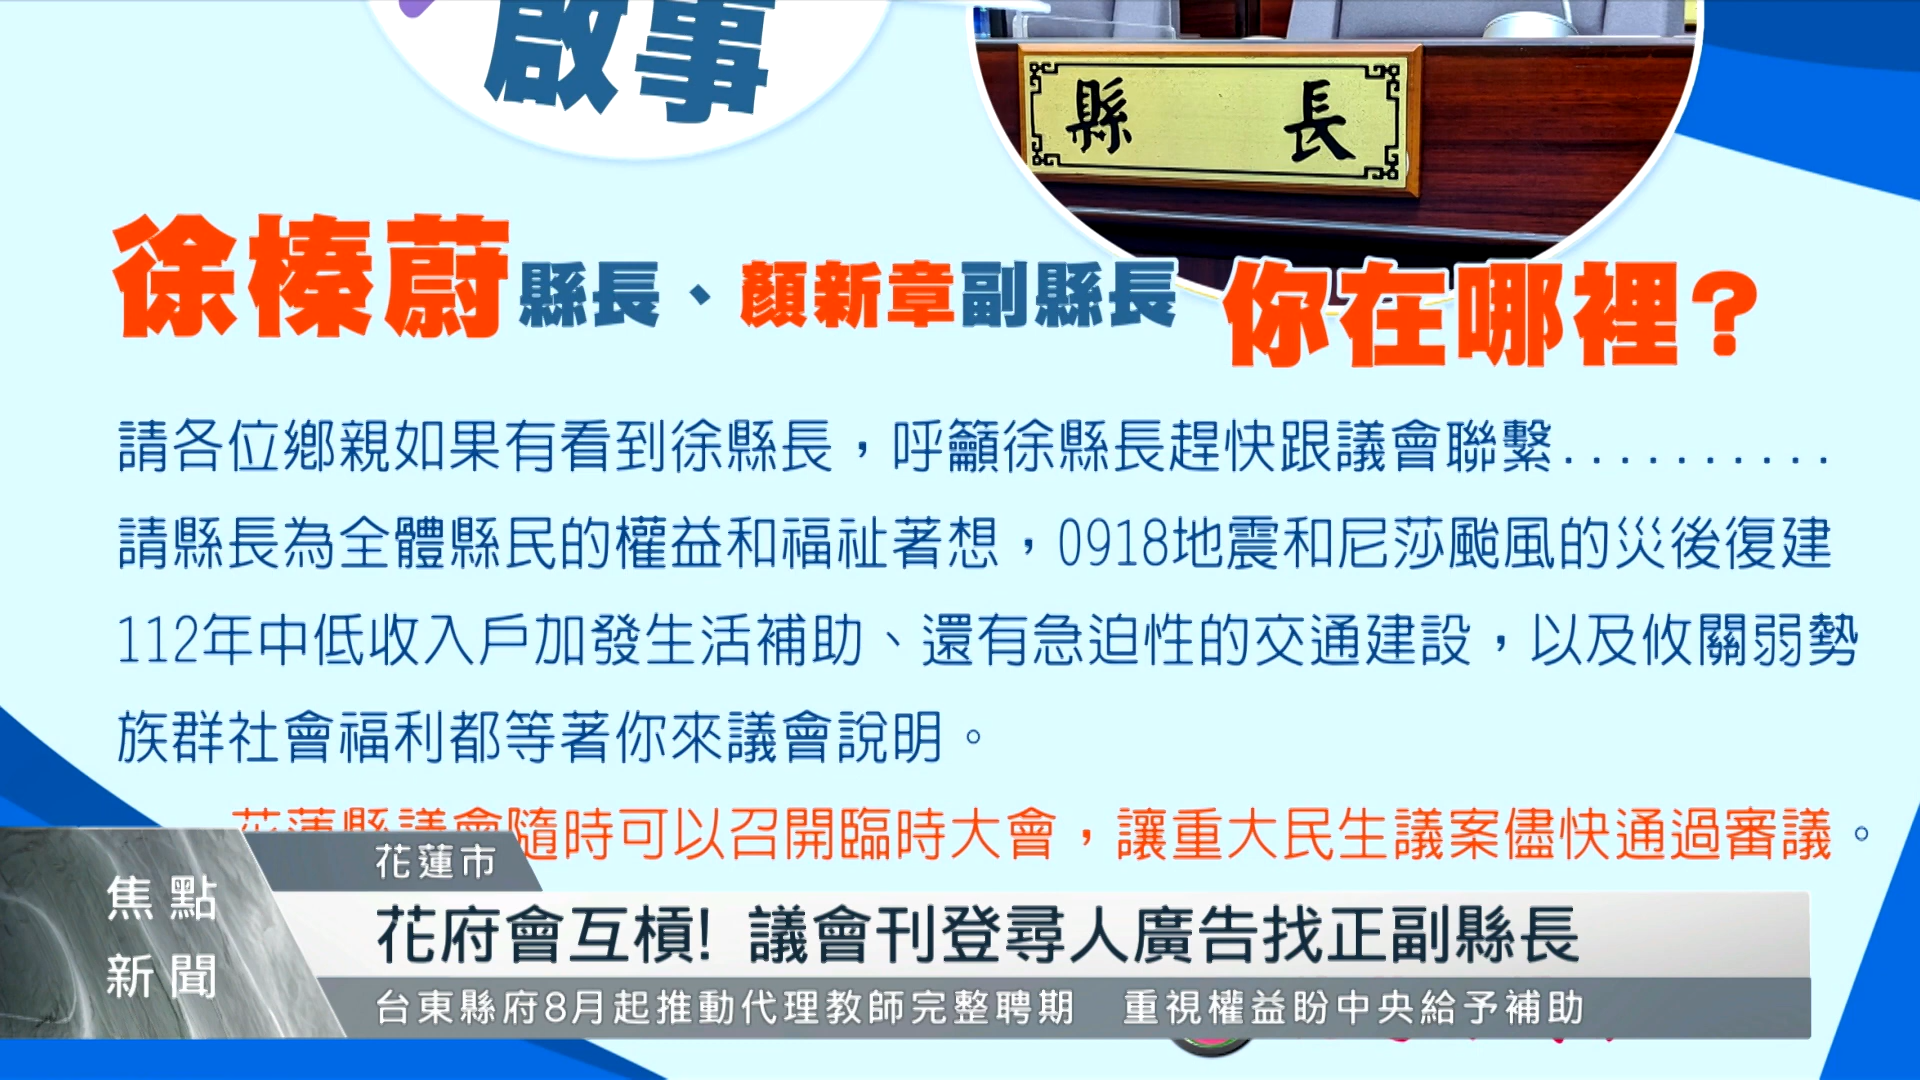 啟事
縣 長
徐榛蔚縣長、顏新章副縣長 你在哪裡?
請各位鄉親如果有看到徐縣長，呼籲徐縣長趕快跟議會聯繫..........
請縣長為全體縣民的權益和福祉著想，0918地震和尼莎颱風的災後復建
112年中低收入戶加發生活補助、還有急迫性的交通建設，以及攸關弱勢
族群社會福利都等著你來議會說明。
花蓮縣議會隨時可以召開臨時大會，讓重大民生議案儘快通過審議。
花蓮市
焦點
新聞
花府會互槓! 議會刊登尋人廣告找正副縣長
台東縣府8月起推動代理教師完整聘期 重視權益盼中央給予補助